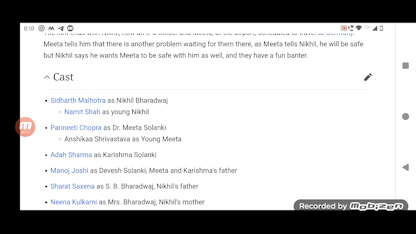 8:18
Meeta tells him that there is another problem waiting for them there, as Meeta tells Nikhil, he will be safe
but Nikhil says he wants Meeta to be safe with him as well, and they have a fun banter.
Cast
• Sidharth Malhotra as Nikhil Bharadwaj
◦ Namit Shah as young Nikhil
• Parineeti Chopra as Dr. Meeta Solanki
◦ Anshikaa Shrivastava as Young Meeta
• Adah Sharma as Karishma Solanki
• Manoj Joshi as Devesh Solanki, Meeta and Karishma's father
• Sharat Saxena as S. B. Bharadwaj, Nikhil's father
• Neena Kulkarni as Mrs. Bharadwaj, Nikhil's mother
Recorded by MOBIZEN